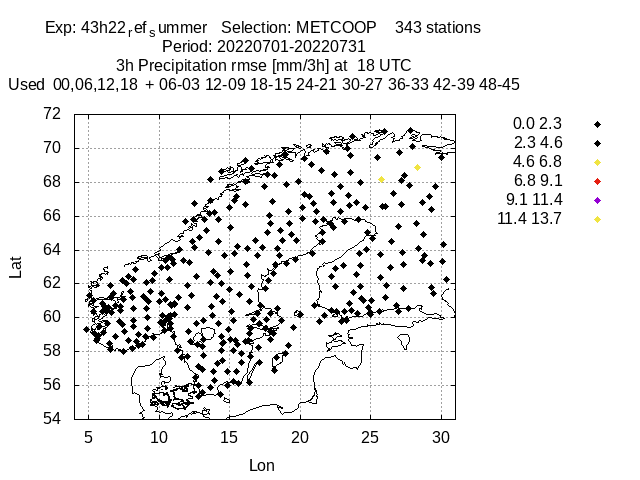 Exp: 43h22ref summer   Selection: METCOOP    343 stations
Period: 20220701-20220731
3h Precipitation rmse [mm/3h] at  18 UTC
Used  00,06,12,18  + 06-03 12-09 18-15 24-21 30-27 36-33 42-39 48-45
0.0 2.3
2.3 4.6
4.6 6.8
6.8 9.1
9.1 11.4
11.4 13.7
72
70
68
66
64
62
60
58
56
54
Lat
5 10 15 20 25 30
Lon